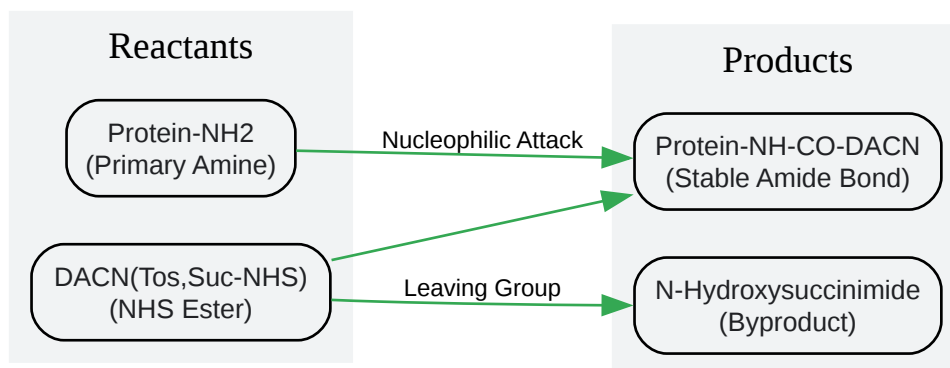 Reactants
Products
Protein-NH2
(Primary Amine)
Nucleophilic Attack
Protein-NH-CO-DACN
(Stable Amide Bond)
DACN(Tos,Suc-NHS)
(NHS Ester)
Leaving Group
N-Hydroxysuccinimide
(Byproduct)